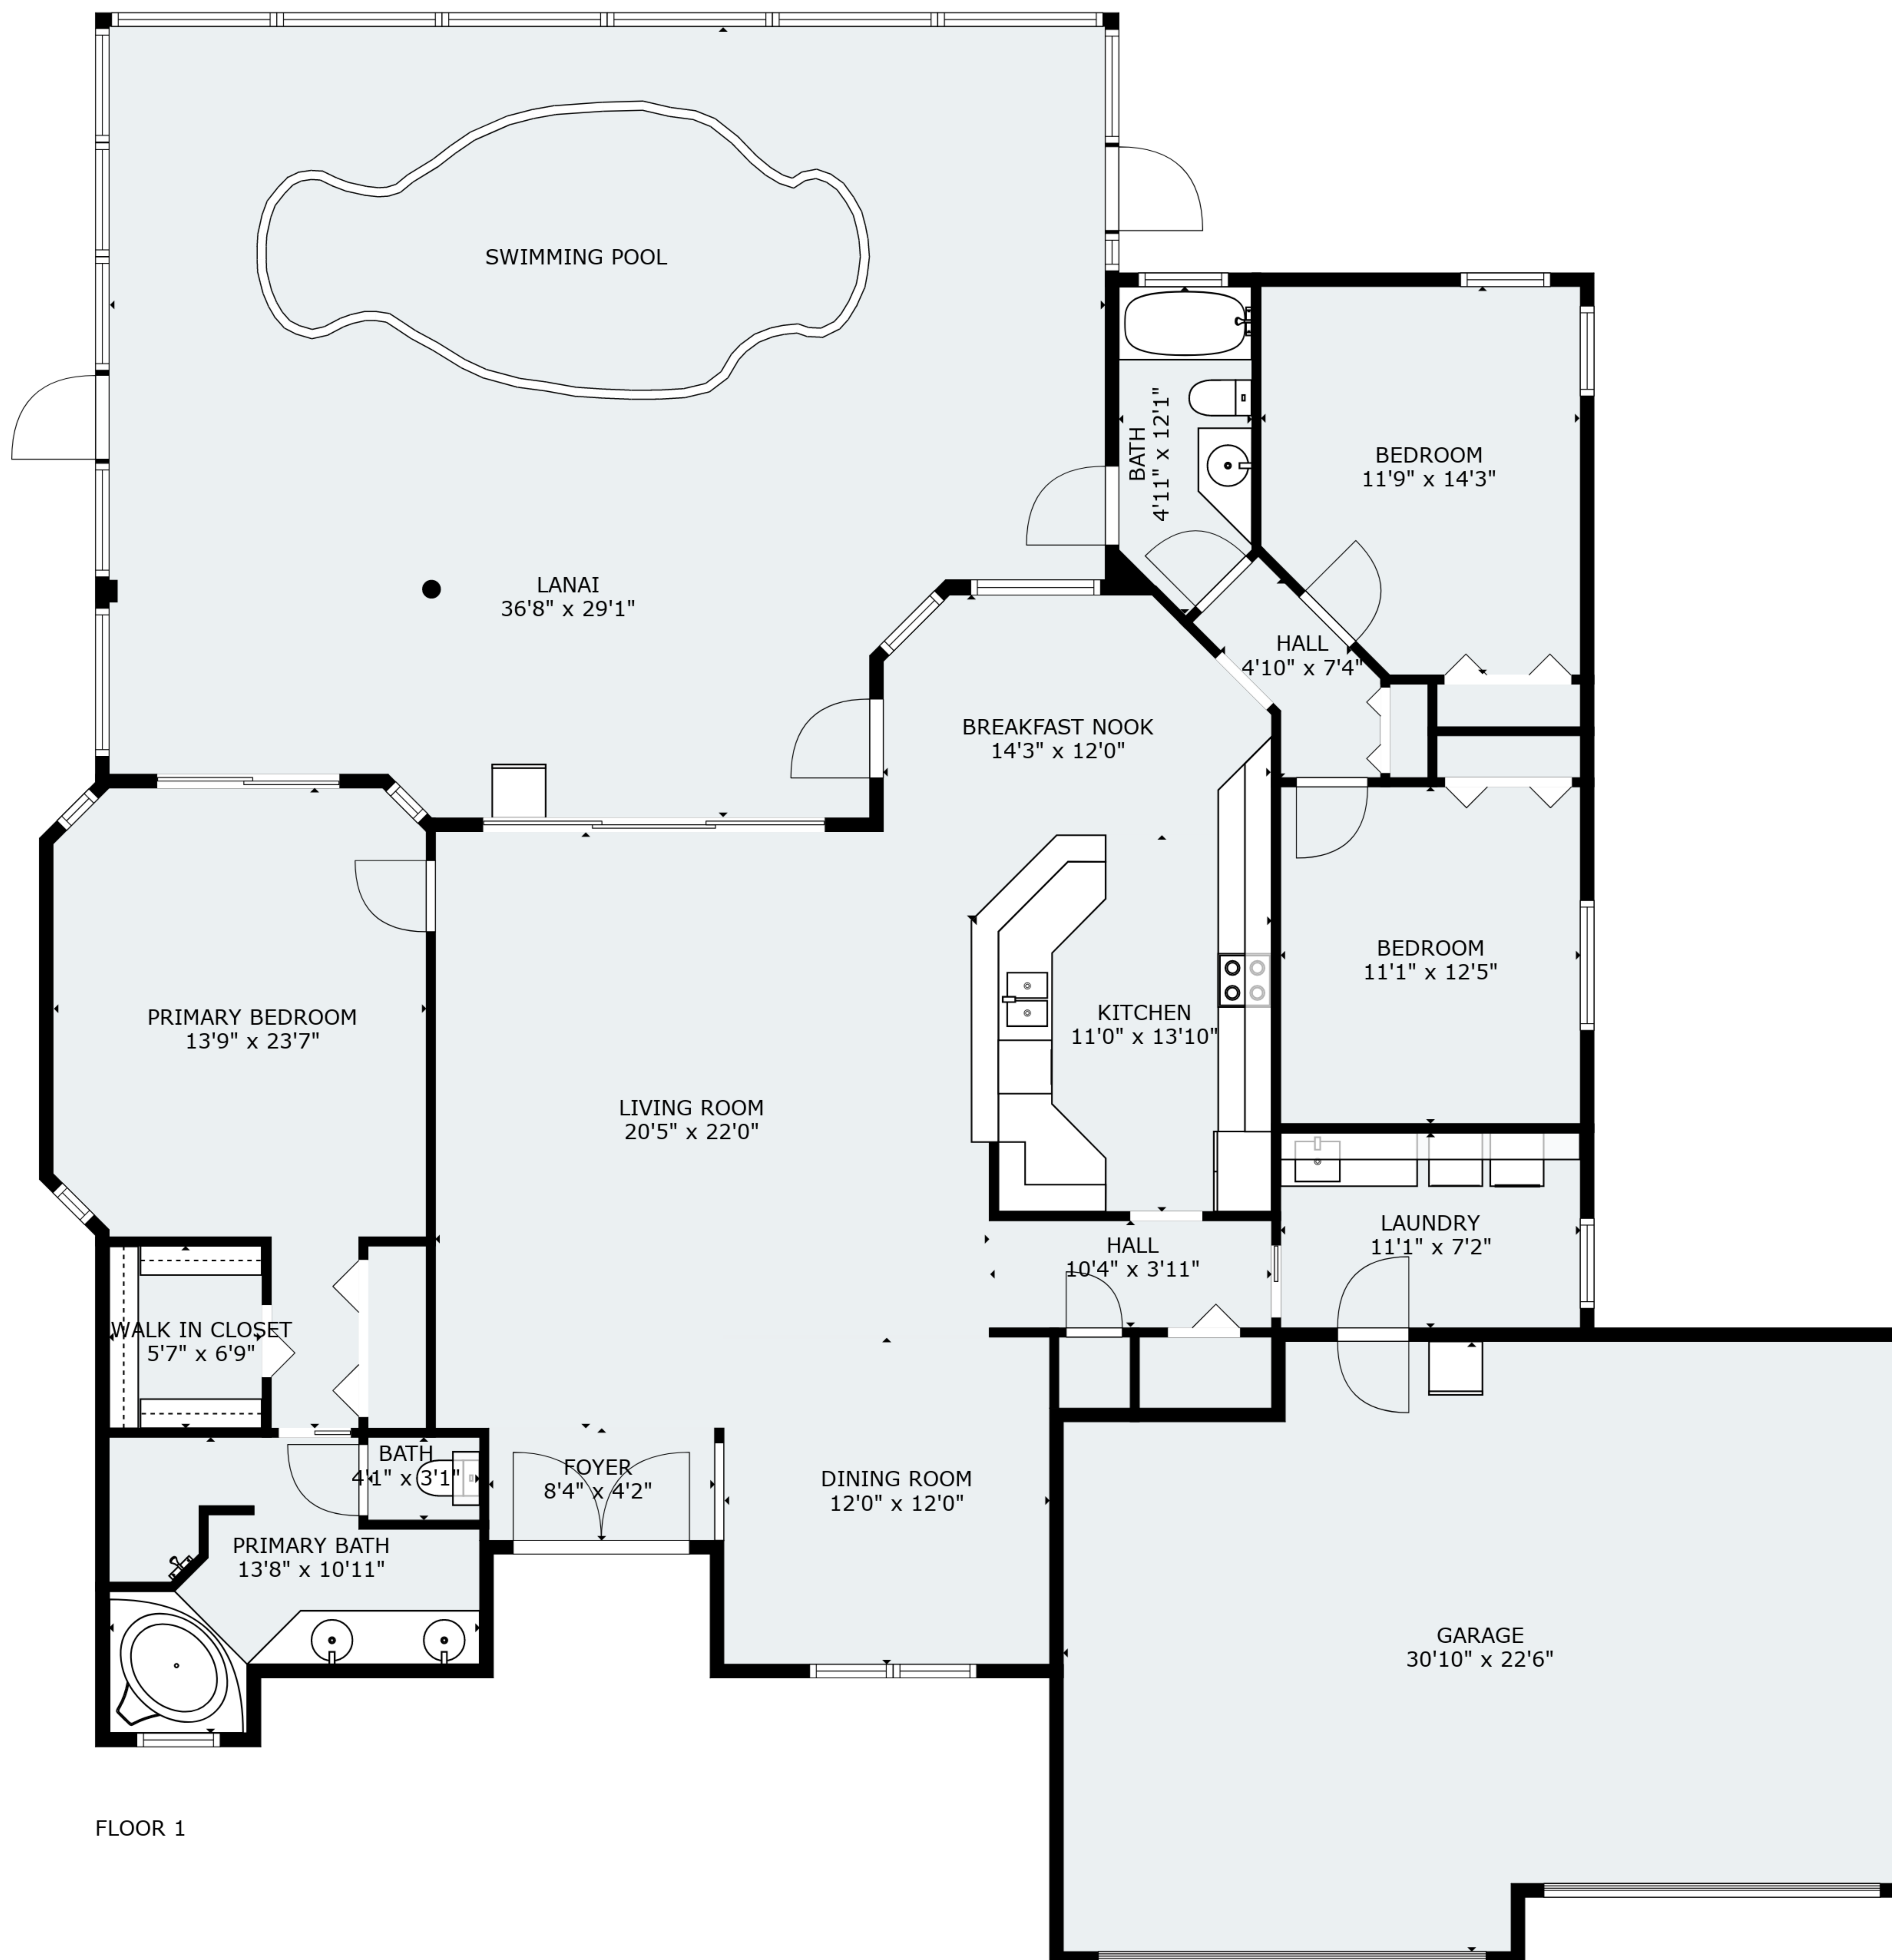 SWIMMING POOL
LANAI
36'8" x 29'1"
BATH
4'11" x 12'1"
BEDROOM
11'9" x 14'3"
HALL
4'10" x 7'4"
BREAKFAST NOOK
14'3" x 12'0"
BEDROOM
11'1" x 12'5"
KITCHEN
11'0" x 13'10"
PRIMARY BEDROOM
13'9" x 23'7"
LIVING ROOM
20'5" x 22'0"
LAUNDRY
11'1" x 7'2"
HALL
10'4" x 3'11"
WALK IN CLOSET
5'7" x 6'9"
BATH
4'1" x 3'1"
FOYER
8'4" x 4'2"
DINING ROOM
12'0" x 12'0"
PRIMARY BATH
13'8" x 10'11"
GARAGE
30'10" x 22'6"
FLOOR 1